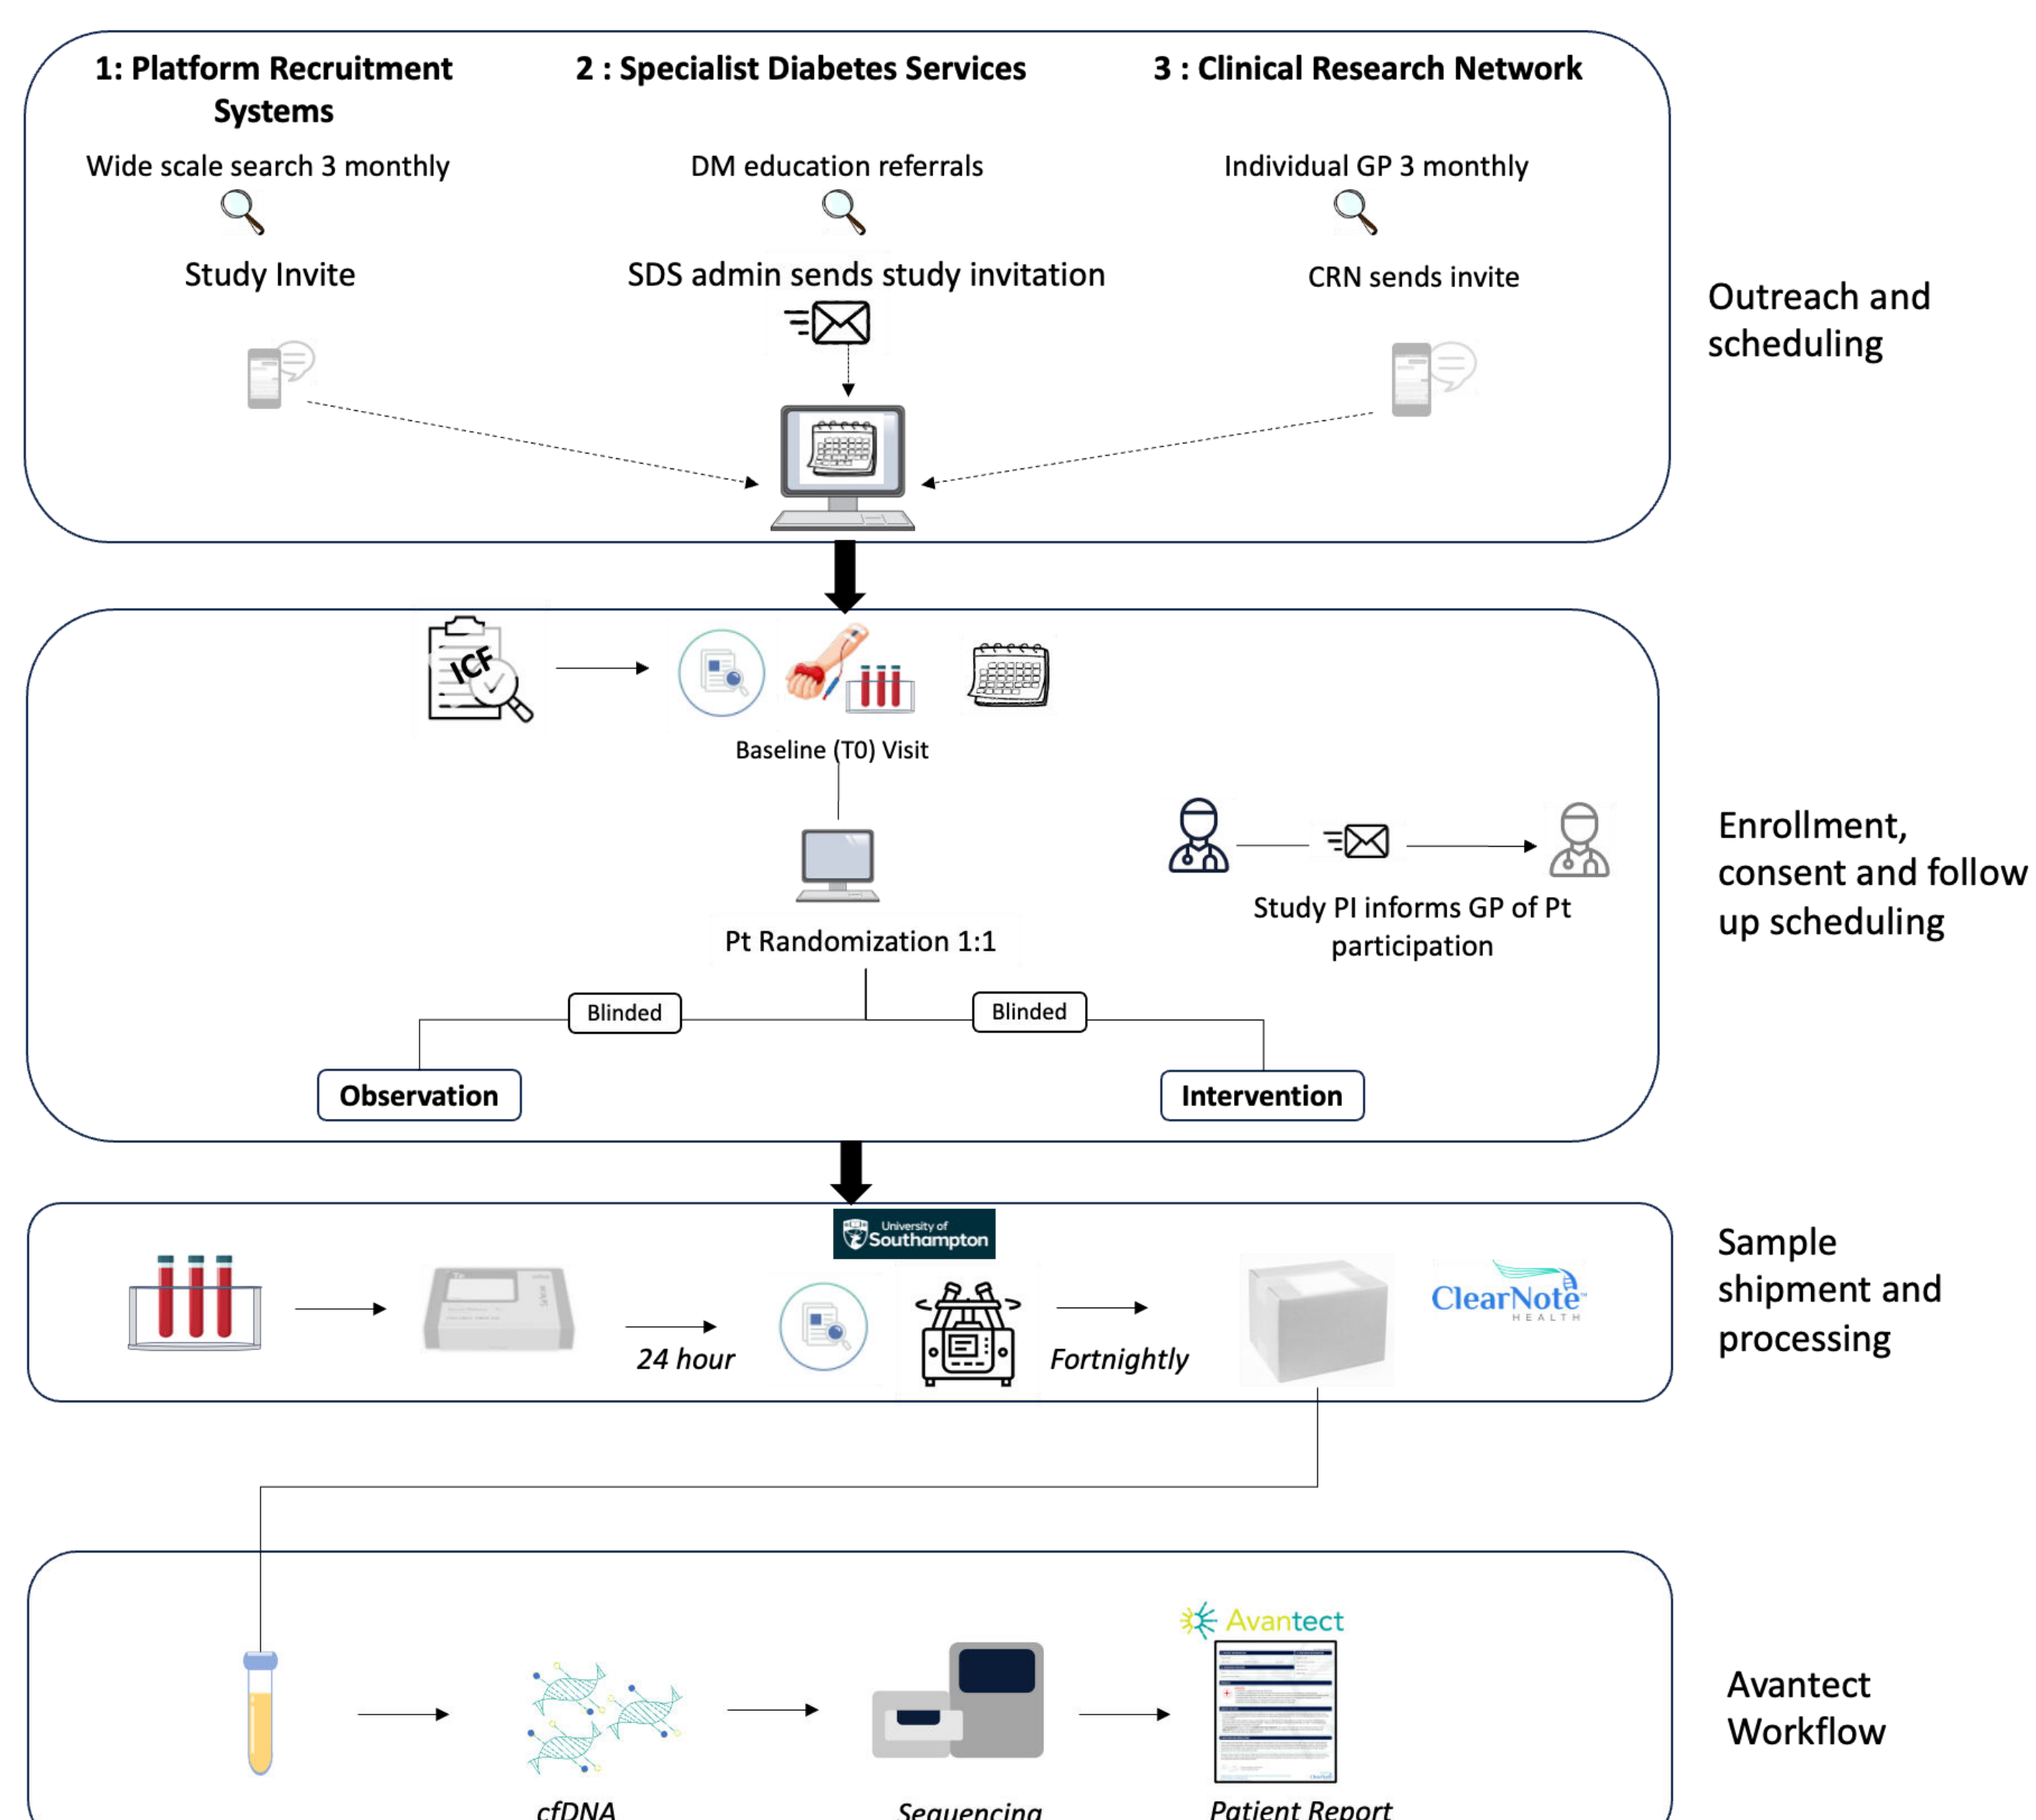 1: Platform Recruitment
Systems
2 : Specialist Diabetes Services
3 : Clinical Research Network
Wide scale search 3 monthly
DM education referrals
Individual GP 3 monthly
Study Invite
SDS admin sends study invitation
CRN sends invite
Outreach and
scheduling
ICF
Baseline (T0) Visit
Study PI informs GP of Pt
participation
Enrollment,
consent and follow
up scheduling
Pt Randomization 1:1
Blinded
Blinded
Observation
Intervention
University of
Southampton
24 hour
Fortnightly
ClearNote™
HEALTH
Sample
shipment and
processing
Avantect
Avantect
Workflow
cfDNA
Sequencing
Patient Report